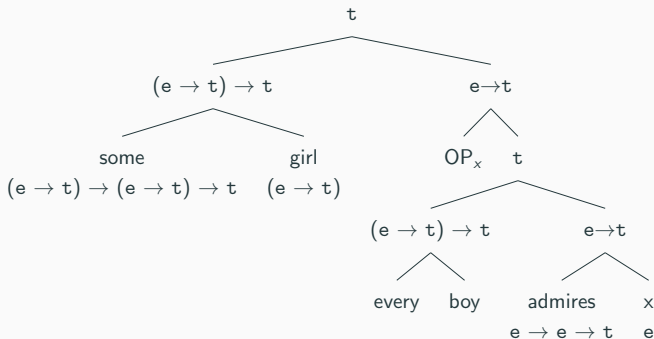 t
(e → t) → t e→t
some girl OPₓ t
(e → t) → (e → t) → t (e → t)
(e → t) → t e→t
every boy admires x
e → e → t e